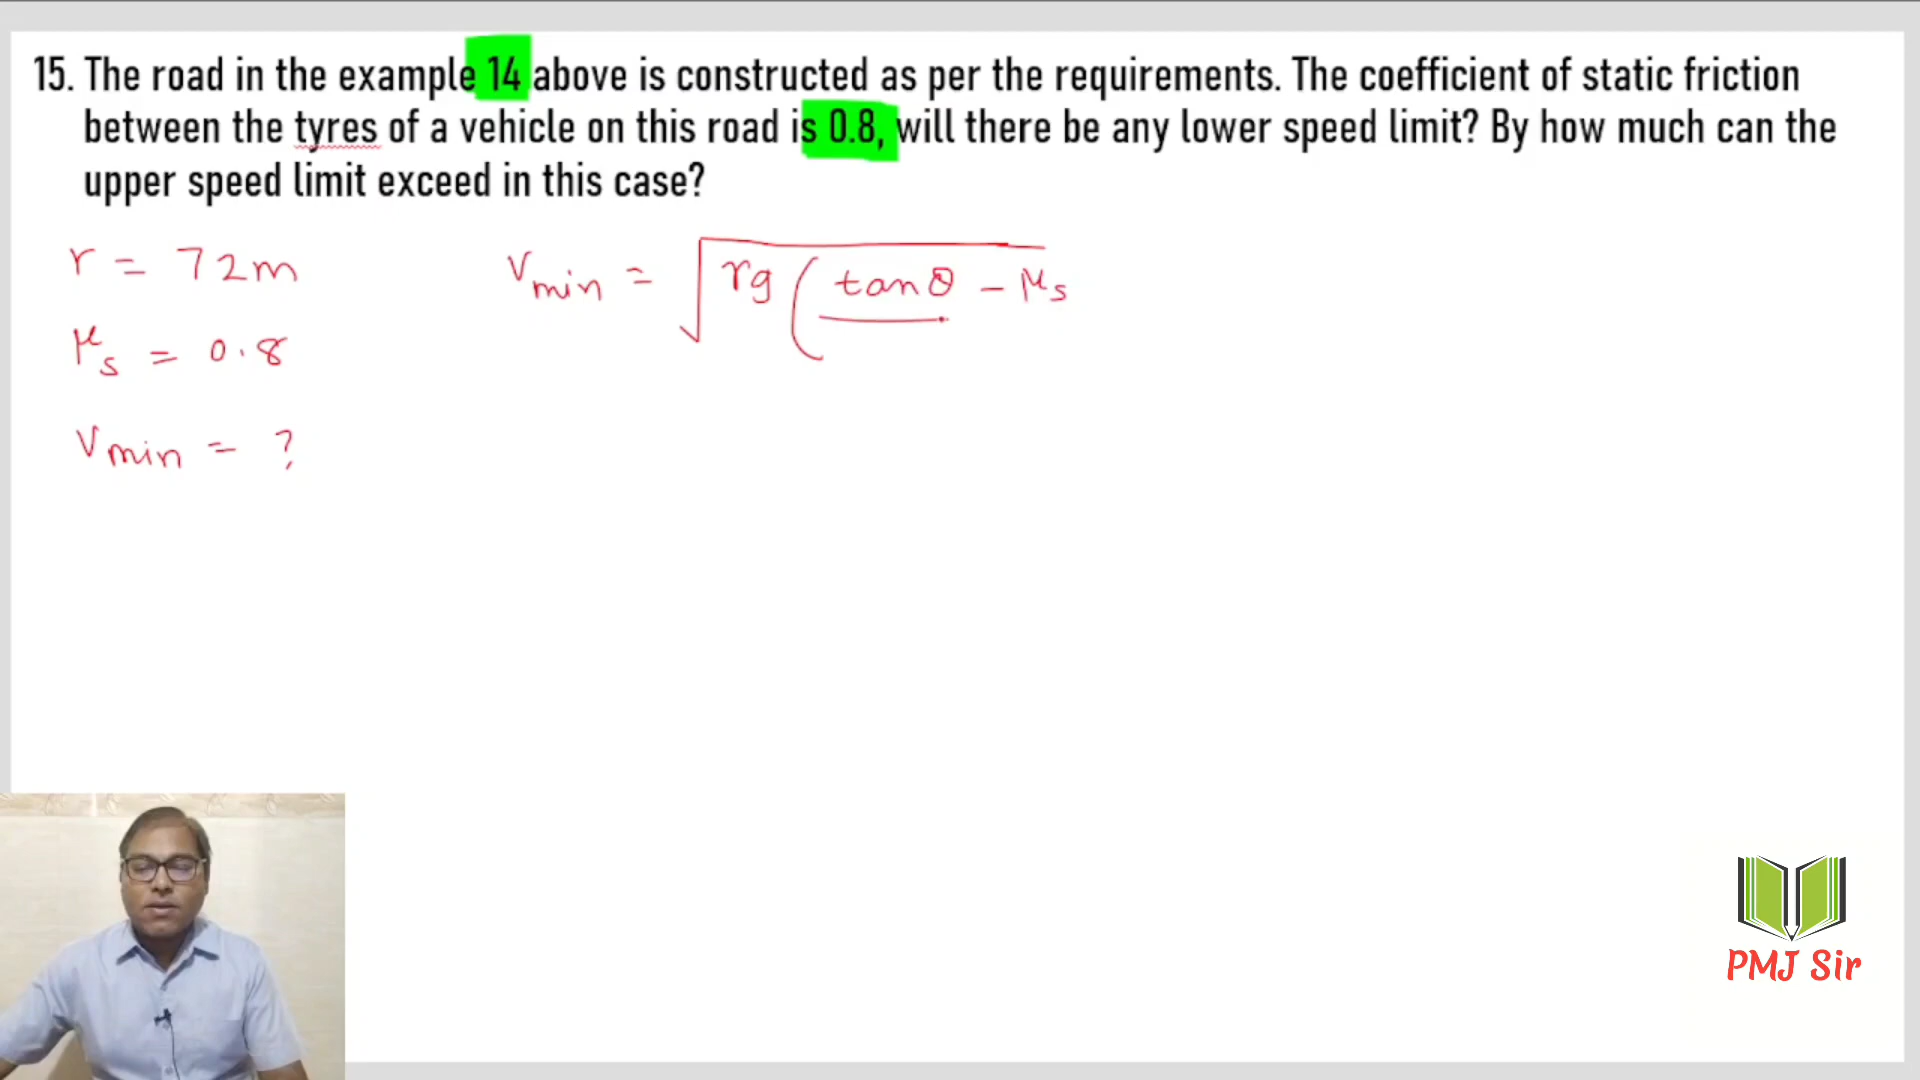 15. The road in the example 14 above is constructed as per the requirements. The coefficient of static friction
between the tyres of a vehicle on this road is 0.8, will there be any lower speed limit? By how much can the
upper speed limit exceed in this case?
r = 72m
μs = 0.8
vmin = ?
vmin = √rg (tanθ - μs
PMJ Sir